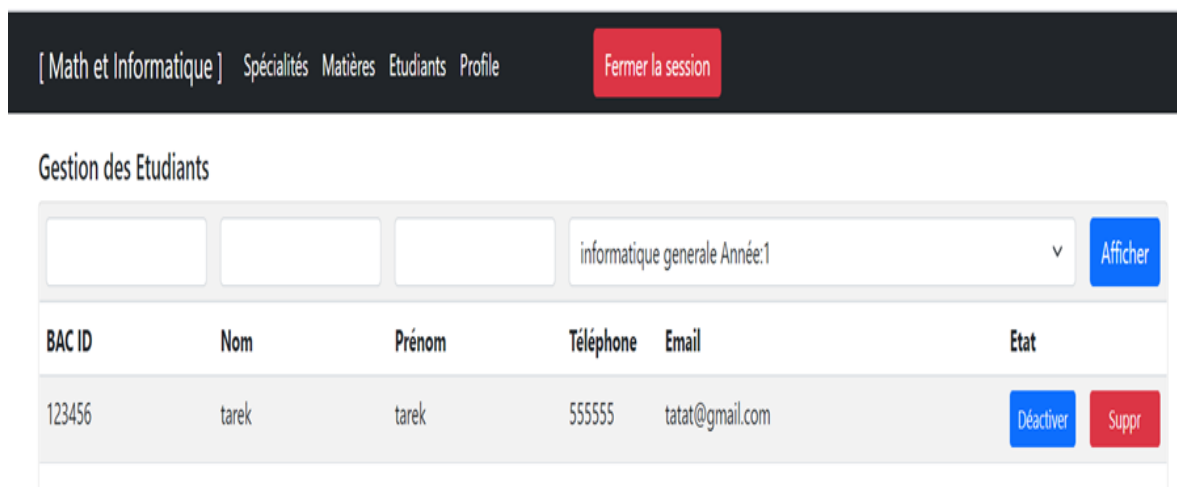 [ Math et Informatique ] Spécialités Matières Etudiants Profile Fermer la session
Gestion des Etudiants
informatique generale Année:1 Afficher
BAC ID Nom Prénom Téléphone Email Etat
123456 tarek tarek 555555 tatat@gmail.com Déactiver Suppr